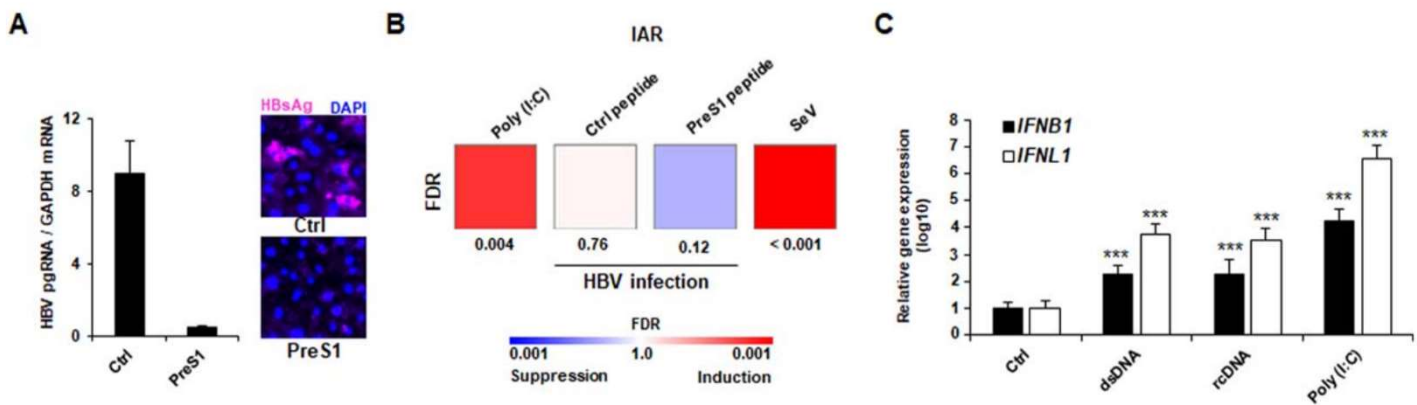 A
HBV pgRNA / GAPDH mRNA
12
8
4
0
Ctrl
PreS1
HBsAg DAPI
Ctrl
PreS1
B
IAR
Poly (I:C)
Ctrl peptide
PreS1 peptide
SeV
FDR
0.004
0.76
0.12
< 0.001
HBV infection
FDR
0.001
1.0
0.001
Suppression
Induction
C
Relative gene expression
(log10)
8
7
6
5
4
3
2
1
0
IFNB1
IFNL1
***
***
***
***
***
***
Ctrl
dsDNA
rcDNA
Poly (I:C)